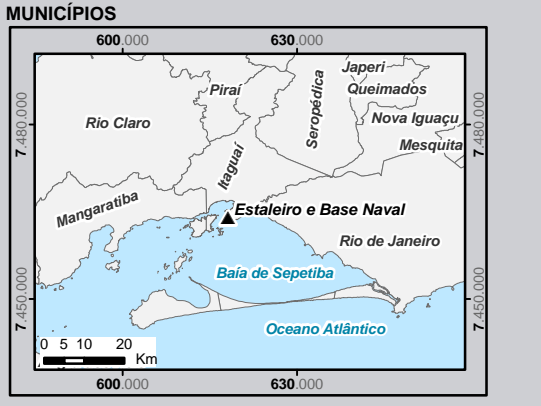 MUNICÍPIOS
600.000 630.000
Japeri
Piraí
Queimados
Seropédica
7.480.000
7.480.000
Rio Claro
Nova Iguaçu
Mesquita
Itaguaí
Mangaratiba
Estaleiro e Base Naval
Rio de Janeiro
Baía de Sepetiba
7.450.000
7.450.000
Oceano Atlântico
0 5 10 20
Km
600.000 630.000